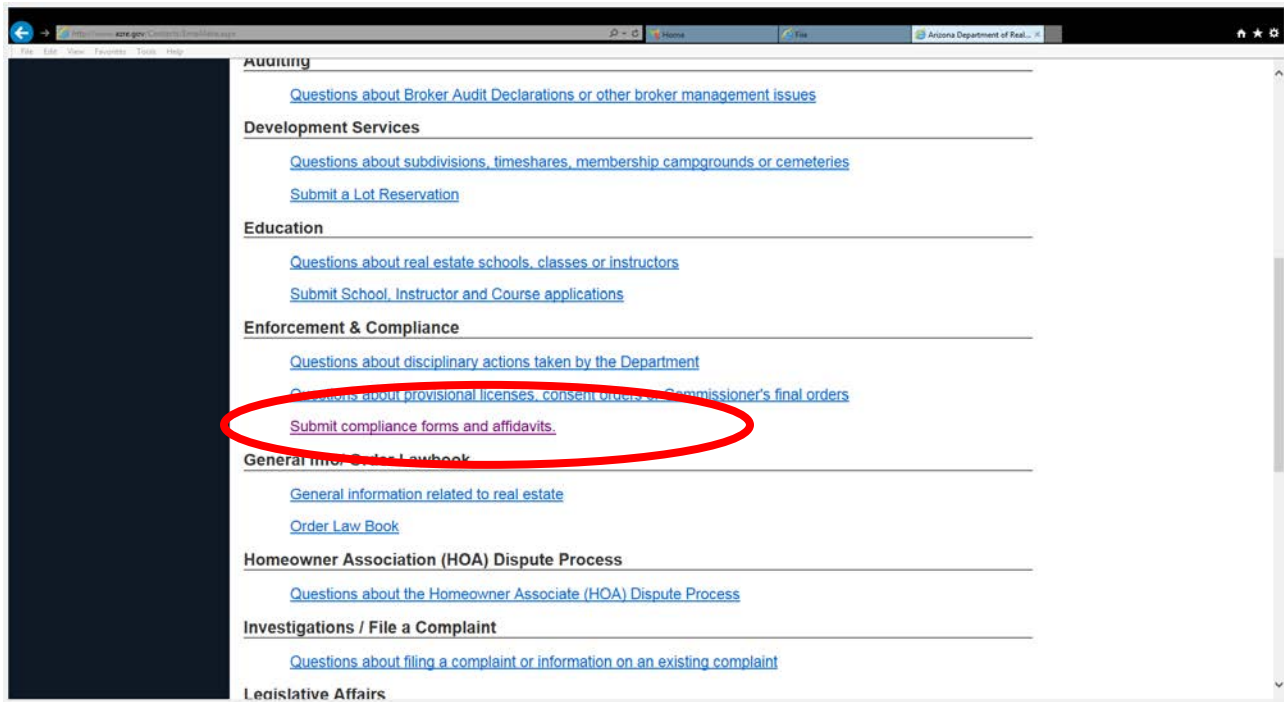 Home
File
Arizona Department of Real...
File Edit View Favorites Tools Help
Auditing
Questions about Broker Audit Declarations or other broker management issues
Development Services
Questions about subdivisions, timeshares, membership campgrounds or cemeteries
Submit a Lot Reservation
Education
Questions about real estate schools, classes or instructors
Submit School, Instructor and Course applications
Enforcement & Compliance
Questions about disciplinary actions taken by the Department
Questions about provisional licenses, consent orders or Commissioner's final orders
Submit compliance forms and affidavits.
General Info/ Order Lawbook
General information related to real estate
Order Law Book
Homeowner Association (HOA) Dispute Process
Questions about the Homeowner Associate (HOA) Dispute Process
Investigations / File a Complaint
Questions about filing a complaint or information on an existing complaint
Legislative Affairs